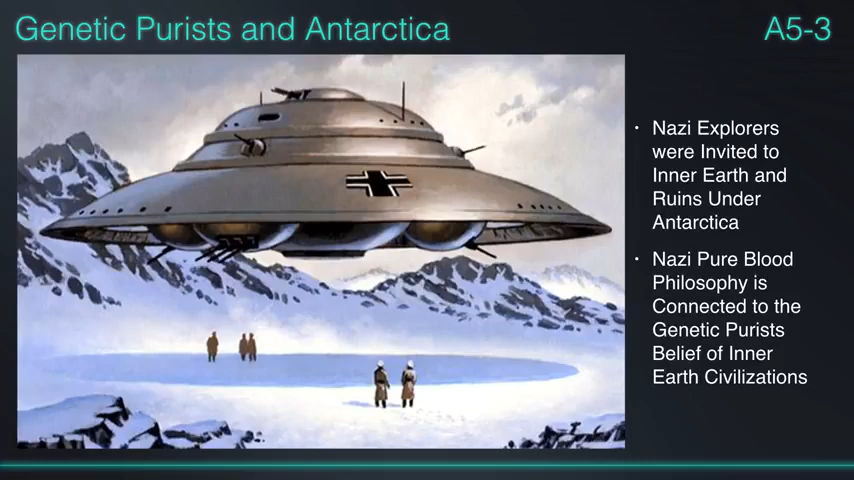 Genetic Purists and Antarctica
A5-3
• Nazi Explorers
were Invited to
Inner Earth and
Ruins Under
Antarctica
• Nazi Pure Blood
Philosophy is
Connected to the
Genetic Purists
Belief of Inner
Earth Civilizations